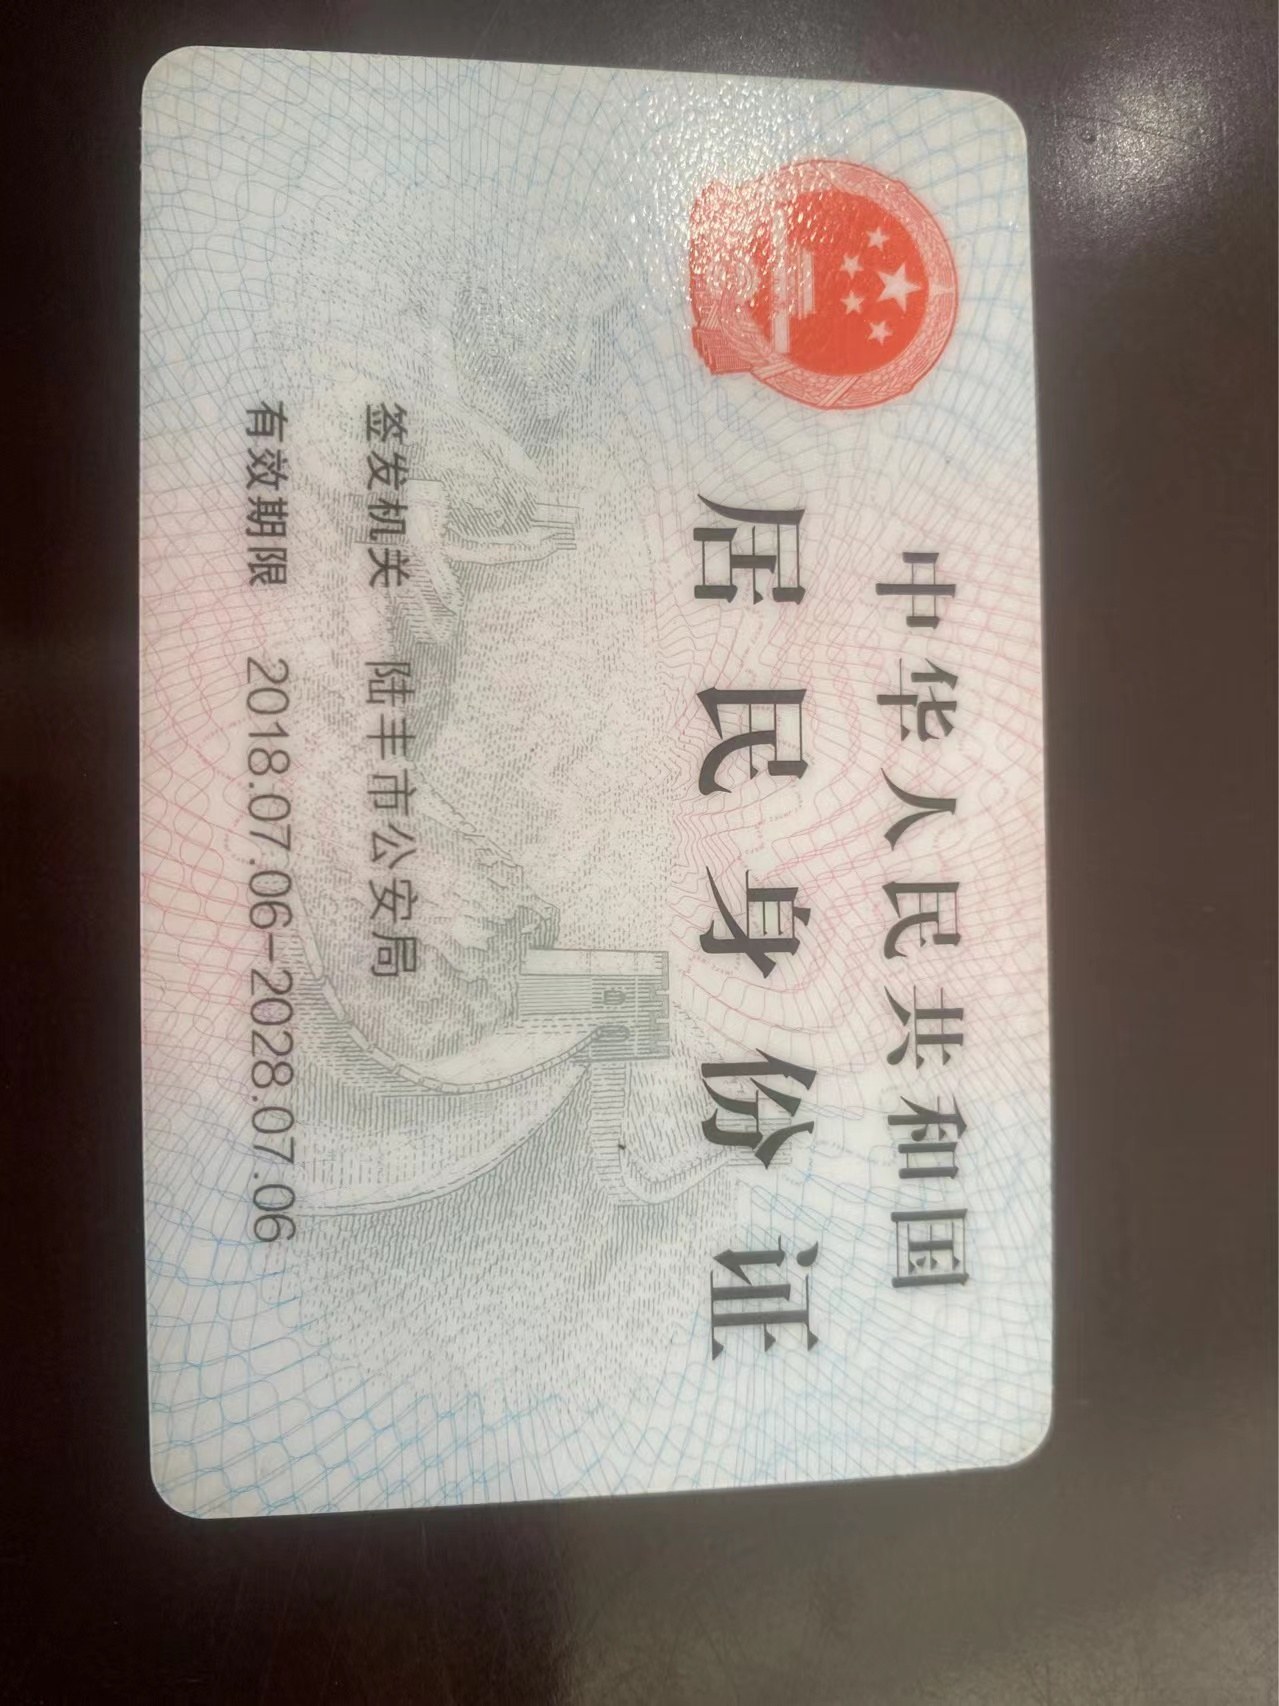 中华人民共和国
居民身份证
签发机关 陆丰市公安局
有效期限 2018.07.06-2028.07.06